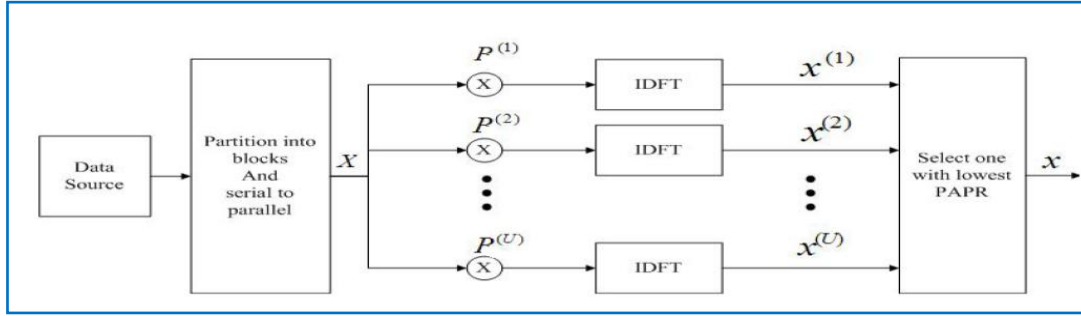 Data
Source
Partition into
blocks
And
serial to
parallel
X
P^(1)
X
IDFT
x^(1)
P^(2)
X
IDFT
x^(2)
P^(U)
X
IDFT
x^(U)
Select one
with lowest
PAPR
x